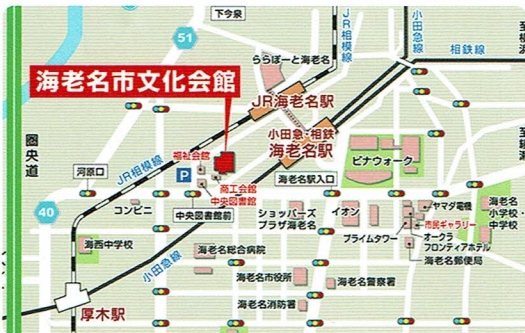 下今泉
51
JR相模線
小田急線
相鉄線
至横浜
ららぽーと海老名
海老名市文化会館
JR海老名駅
小田急・相鉄
海老名駅
圏央道
福祉会館
ビナウォーク
河原口
JR相模線
P
商工会館
中央図書館
海老名駅入口
40
コンビニ
中央図書館前
ショッパーズ
プラザ海老名
イオン
ヤマダ電機
市民ギャラリー
海老名
小学校・
中学校
プライムタワー
オークラ
フロンティアホテル
海老名郵便局
海西中学校
小田急線
海老名総合病院
海老名市役所
海老名警察署
海老名消防署
厚木駅